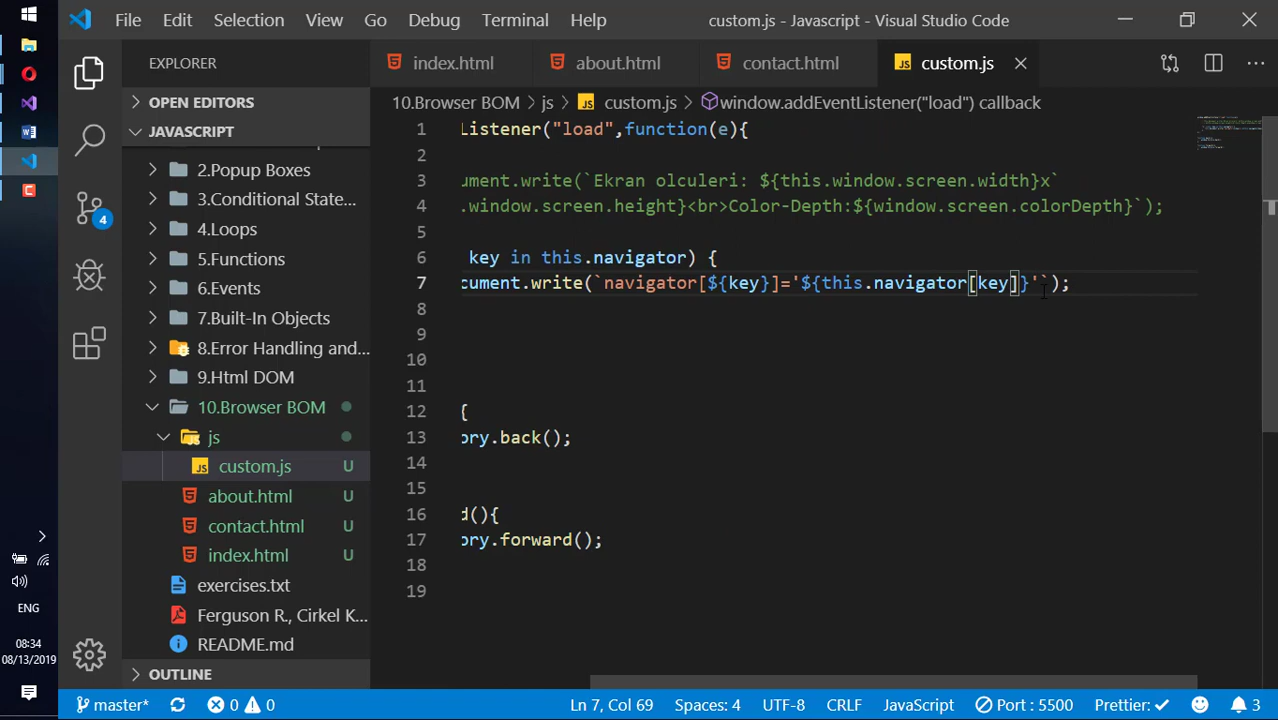 File Edit Selection View Go Debug Terminal Help custom.js - Javascript - Visual Studio Code
EXPLORER
index.html about.html contact.html custom.js
OPEN EDITORS
JAVASCRIPT
2.Popup Boxes
3.Conditional State...
4.Loops
5.Functions
6.Events
7.Built-In Objects
8.Error Handling and...
9.Html DOM
10.Browser BOM
js
custom.js U
about.html U
contact.html U
index.html U
exercises.txt
Ferguson R., Cirkel K...
README.md
OUTLINE
4
10.Browser BOM > js > custom.js > window.addEventListener("load") callback
1 Listener("load",function(e){
2
3 ument.write(`Ekran olculeri: ${this.window.screen.width}x`
4 .window.screen.height}<br>Color-Depth:${window.screen.colorDepth}`);
5
6 key in this.navigator) {
7 cument.write(`navigator[${key}]='${this.navigator[key]}'`);
8
9
10
11
12 {
13 ory.back();
14
15
16 d(){
17 ory.forward();
18
19
ENG
08:34
08/13/2019
master* 0 0 Ln 7, Col 69 Spaces: 4 UTF-8 CRLF JavaScript Port : 5500 Prettier: 3